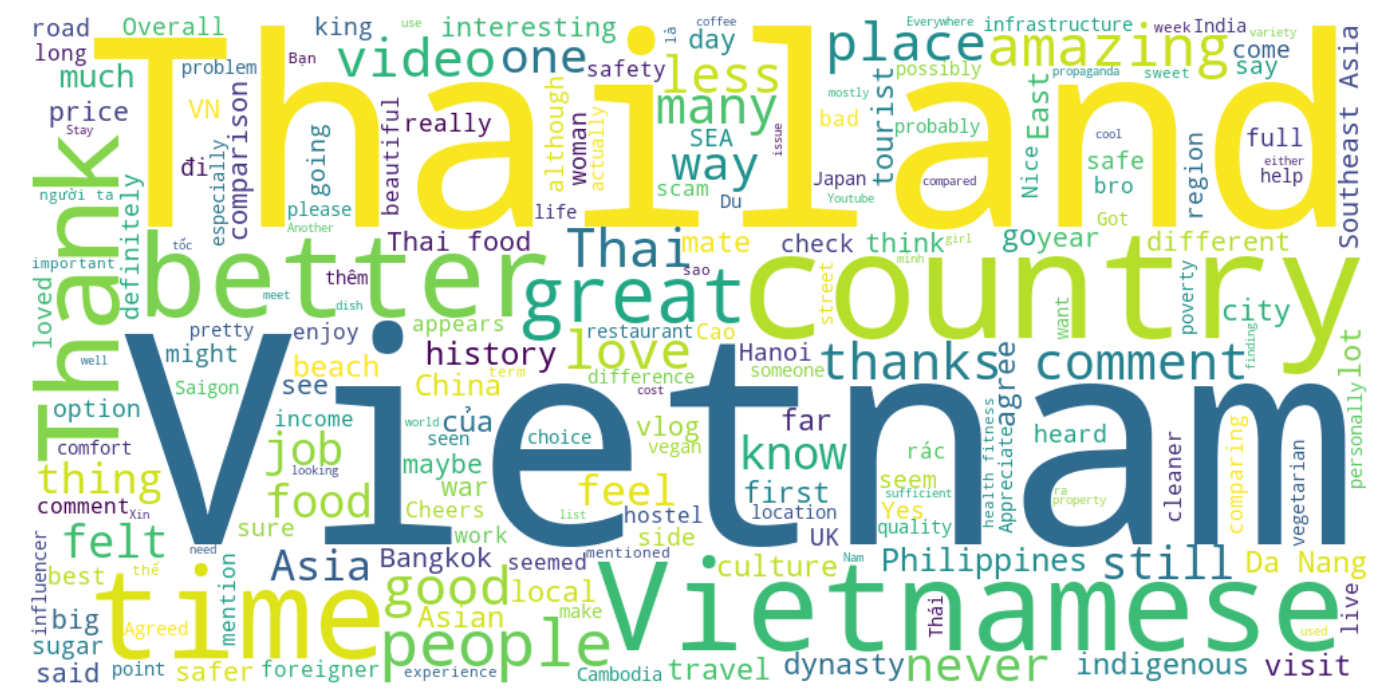 road Overall king interesting video one day place amazing Everywhere infrastructure week India variety
long Bạn use coffee là come say Southeast Asia
Thailand
much problem safety less possibly propaganda sweet
price VN comparison many mostly tourist bad probably cool full
Stay really although woman actually issue SEA East Nice safe either help
Thank đi going beautiful way Japan compared bro region
người ta especially please scam Youtube Got
definitely Another life Du
tốc Thai food Thai mate check think girl go year different
important better thêm great sao minh country
loved meet dish street want poverty city
pretty enjoy appears restaurant Cao Hanoi thanks comment lot
well might beach history love someone agree finding
Vietnam
Saigon see China term difference
option income của cost far personally
comfort job world seen choice vlog know heard
thing looking maybe vegan rác health fitness cleaner comparing vegetarian
comment Xin food war feel first seem sufficient Appreciate ra property
felt sure Cheers list hostel location Yes
need work side UK quality
influencer best thế mention Asia Bangkok seemed mentioned culture Nam Philippines still Da Nang
time good local Vietnamese
big Agreed Asian make Thái used live
sugar people
said point safer foreigner experience Cambodia travel dynasty never indigenous visit